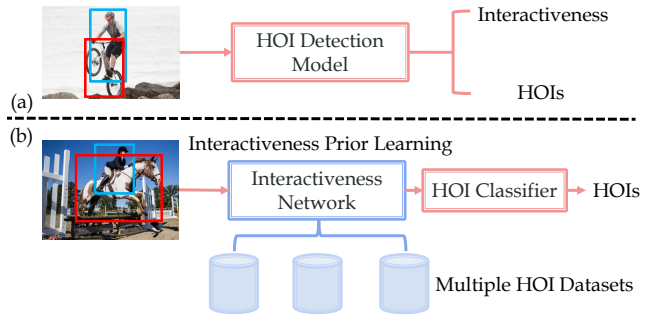 Interactiveness
HOI Detection
Model
HOIs
(a)
(b)
Interactiveness Prior Learning
Interactiveness
Network
HOI Classifier
HOIs
Multiple HOI Datasets